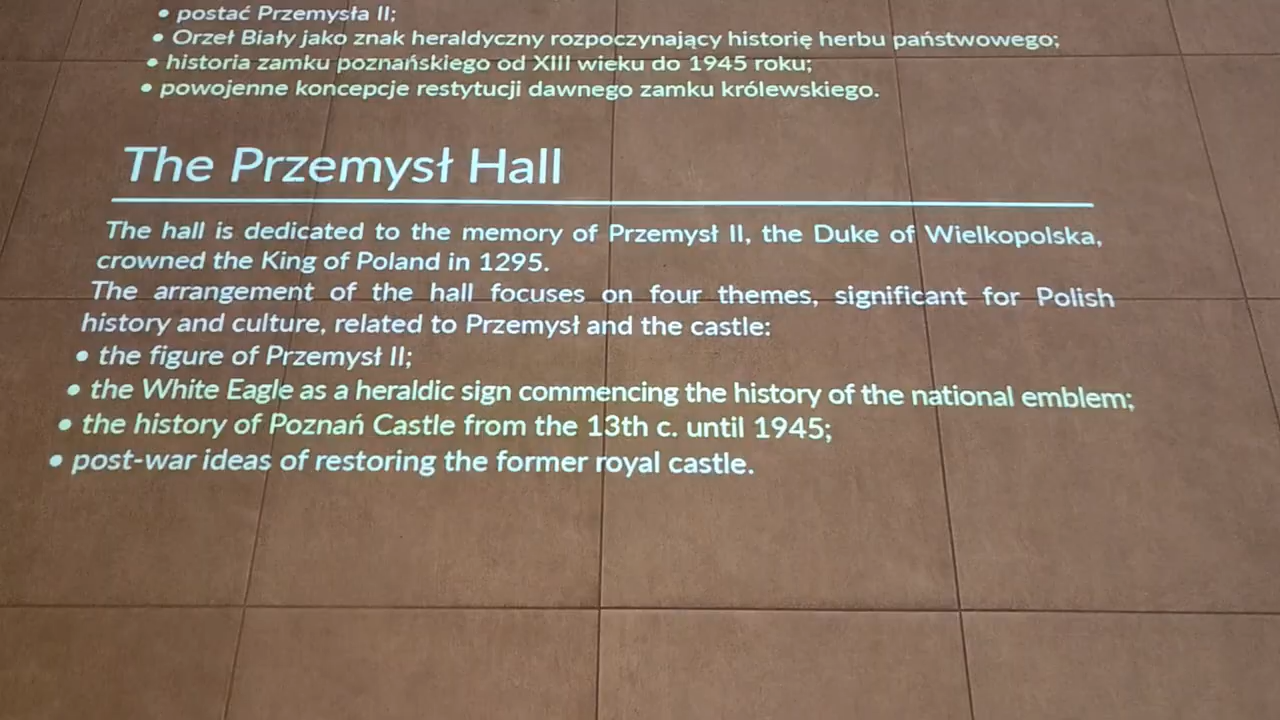 • postać Przemysła II;
• Orzeł Biały jako znak heraldyczny rozpoczynający historię herbu państwowego;
• historia zamku poznańskiego od XIII wieku do 1945 roku;
• powojenne koncepcje restytucji dawnego zamku królewskiego.
The Przemysł Hall
The hall is dedicated to the memory of Przemysł II, the Duke of Wielkopolska,
crowned the King of Poland in 1295.
The arrangement of the hall focuses on four themes, significant for Polish
history and culture, related to Przemysł and the castle:
• the figure of Przemysł II;
• the White Eagle as a heraldic sign commencing the history of the national emblem;
• the history of Poznań Castle from the 13th c. until 1945;
• post-war ideas of restoring the former royal castle.